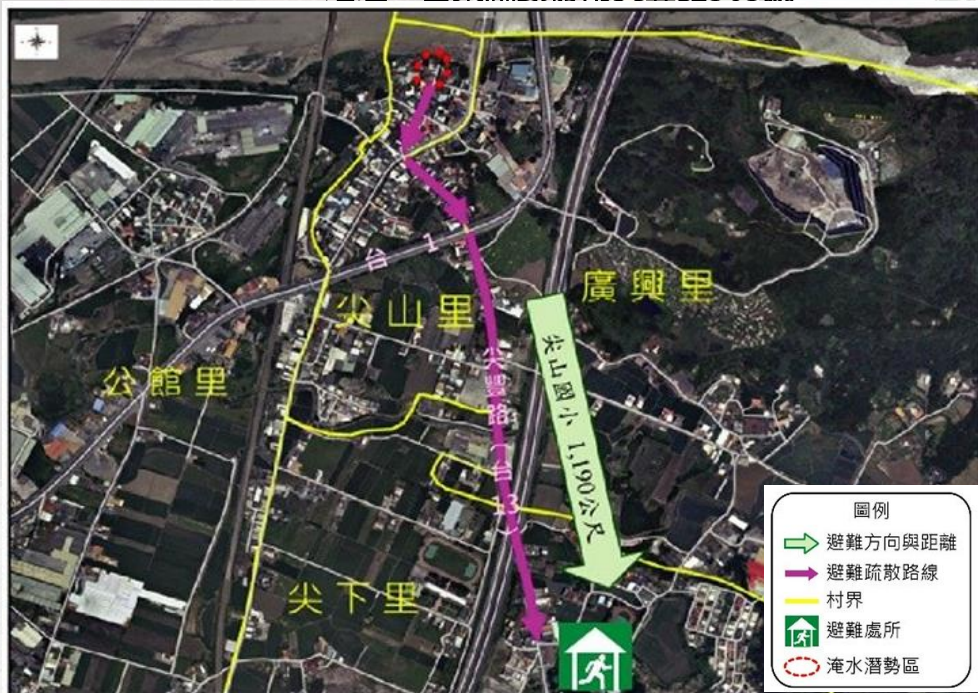 廣興里
台 1
尖山里
公館里
尖豐路
台
13
尖山國小 1,190公尺
尖下里
圖例
避難方向與距離
避難疏散路線
村界
避難處所
淹水潛勢區